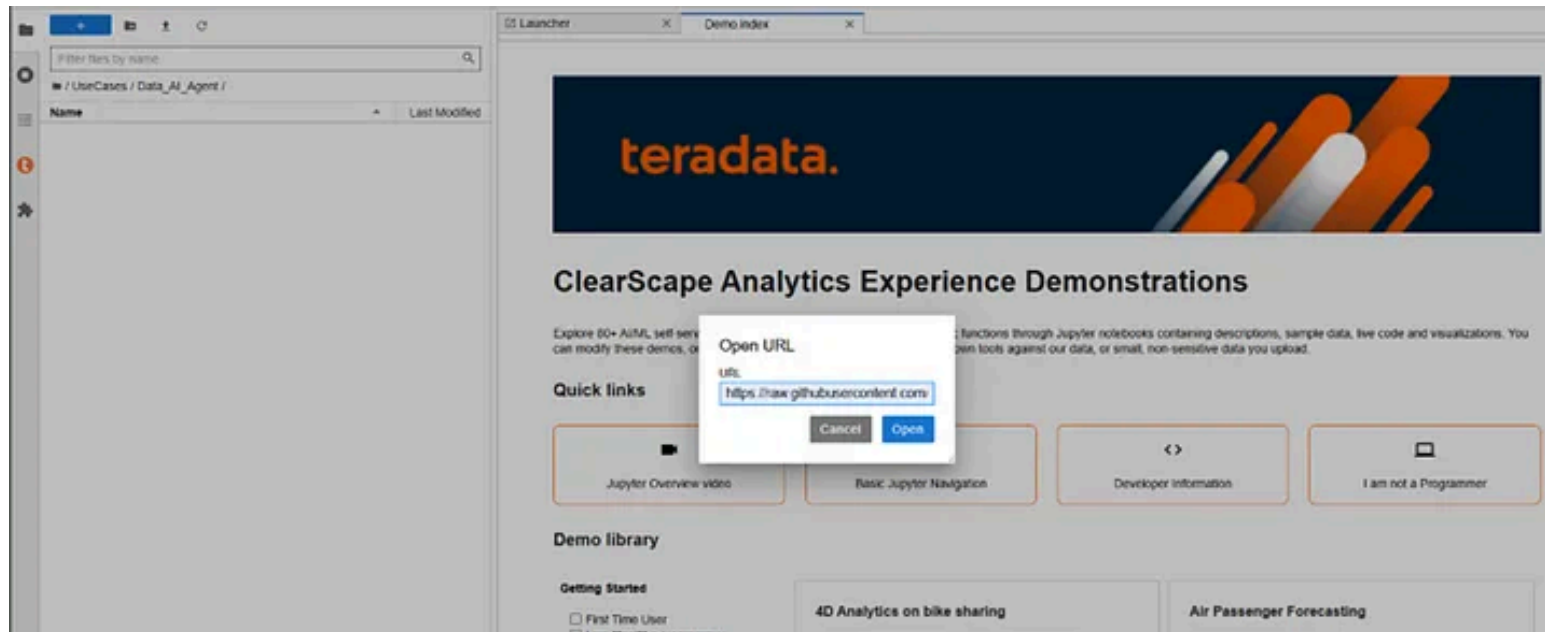 Launcher
Demo.index
Filter files by name
/ UseCases / Data_AI_Agent /
Name
Last Modified
teradata.
ClearScape Analytics Experience Demonstrations
Explore 80+ AI/ML self-serv
functions through Jupyter notebooks containing descriptions, sample data, live code and visualizations. You
can modify these demos, o
own tools against our data, or small, non-sensitive data you upload.
Open URL
URL
https://raw.githubusercontent.com/
Cancel
Open
Quick links
Jupyter Overview video
Basic Jupyter Navigation
Developer Information
I am not a Programmer
Demo library
Getting Started
First Time User
4D Analytics on bike sharing
Air Passenger Forecasting